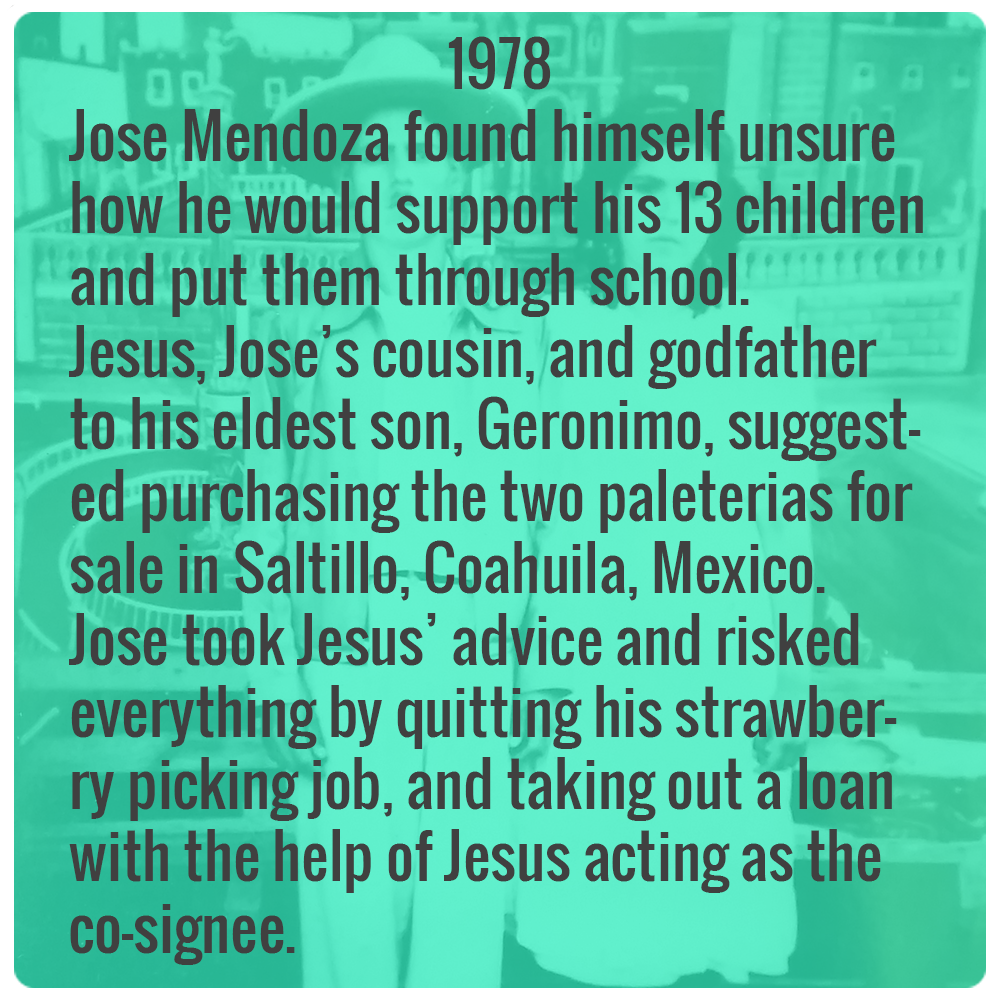 1978
Jose Mendoza found himself unsure
how he would support his 13 children
and put them through school.
Jesus, Jose’s cousin, and godfather
to his eldest son, Geronimo, suggest-
ed purchasing the two paleterias for
sale in Saltillo, Coahuila, Mexico.
Jose took Jesus’ advice and risked
everything by quitting his strawber-
ry picking job, and taking out a loan
with the help of Jesus acting as the
co-signee.